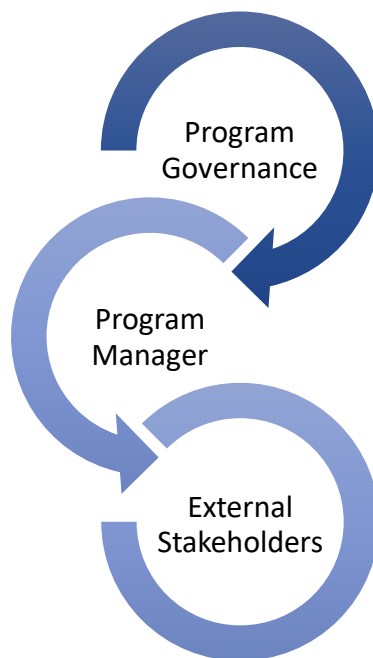 Program
Governance
Program
Manager
External
Stakeholders